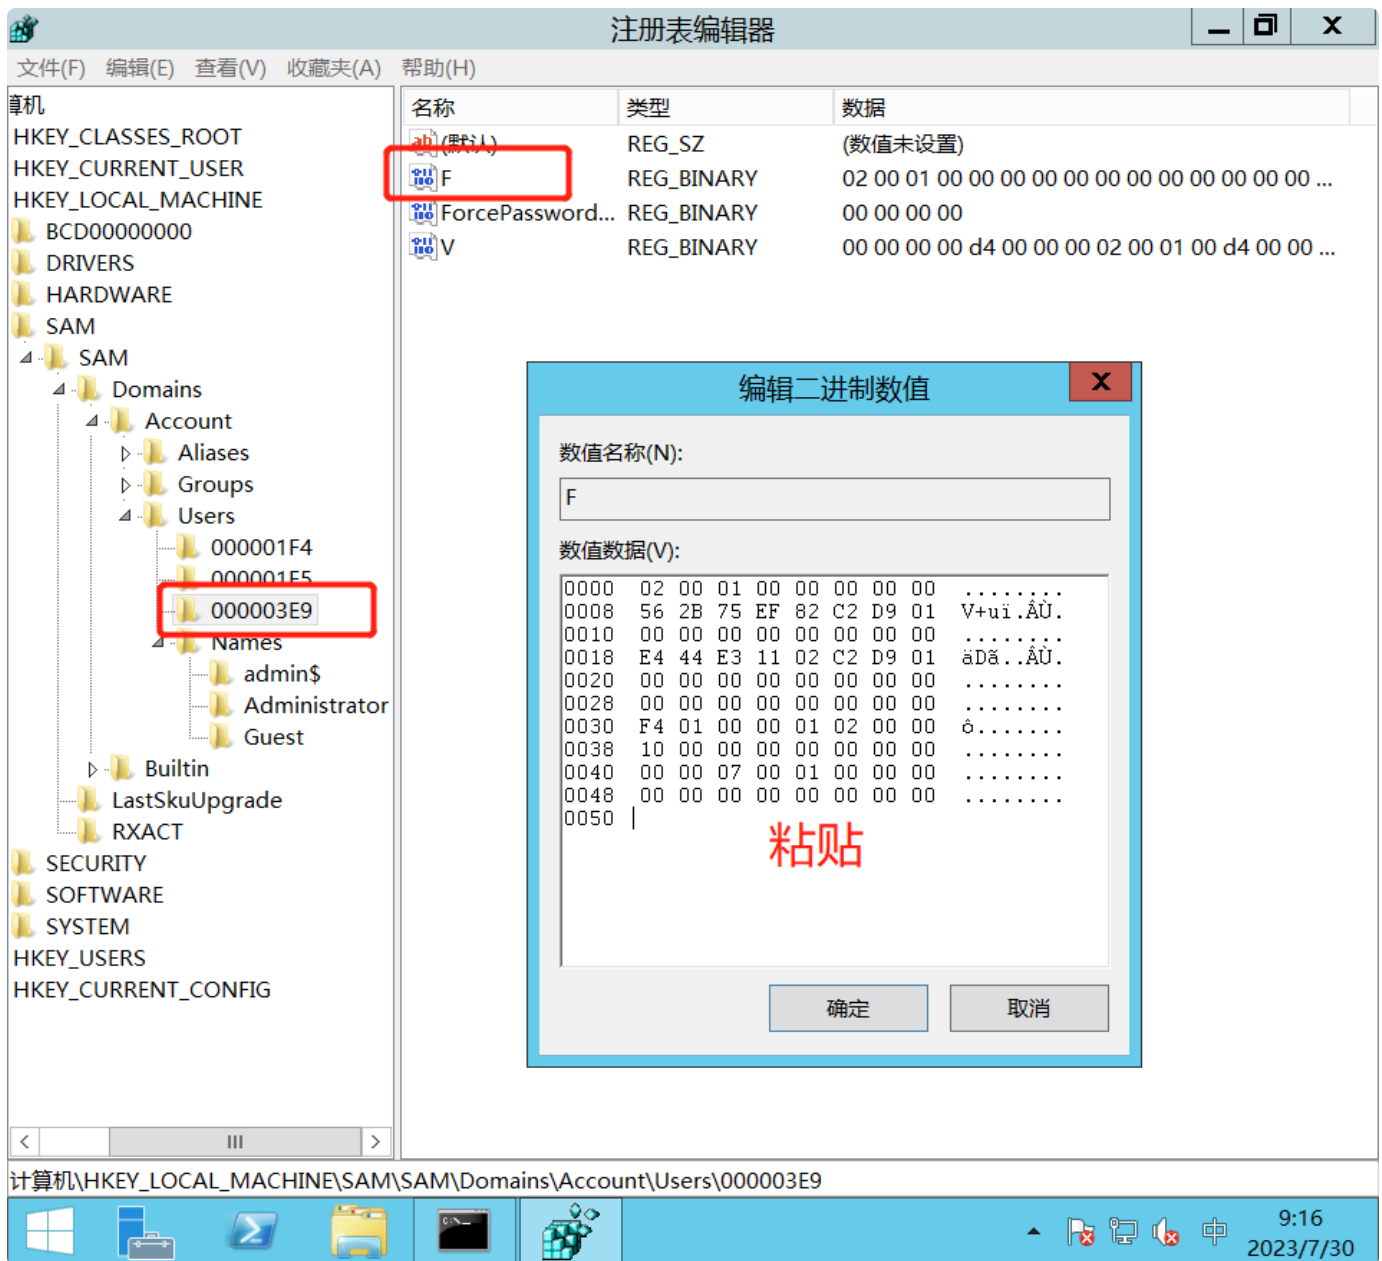 注册表编辑器
文件(F) 编辑(E) 查看(V) 收藏夹(A) 帮助(H)
算机
HKEY_CLASSES_ROOT
HKEY_CURRENT_USER
HKEY_LOCAL_MACHINE
BCD00000000
DRIVERS
HARDWARE
SAM
SAM
Domains
Account
Aliases
Groups
Users
000001F4
000001F5
000003E9
Names
admin$
Administrator
Guest
Builtin
LastSkuUpgrade
RXACT
SECURITY
SOFTWARE
SYSTEM
HKEY_USERS
HKEY_CURRENT_CONFIG
名称 类型 数据
(默认) REG_SZ (数值未设置)
F REG_BINARY 02 00 01 00 00 00 00 00 00 00 00 00 00 00 00 ...
ForcePassword... REG_BINARY 00 00 00 00
V REG_BINARY 00 00 00 00 d4 00 00 00 02 00 01 00 d4 00 00 ...
编辑二进制数值
数值名称(N):
F
数值数据(V):
0000 02 00 01 00 00 00 00 00 ........
0008 56 2B 75 EF 82 C2 D9 01 V+uï.ÂÙ.
0010 00 00 00 00 00 00 00 00 ........
0018 E4 44 E3 11 02 C2 D9 01 äDã..ÂÙ.
0020 00 00 00 00 00 00 00 00 ........
0028 00 00 00 00 00 00 00 00 ........
0030 F4 01 00 00 01 02 00 00 ô.......
0038 10 00 00 00 00 00 00 00 ........
0040 00 00 07 00 01 00 00 00 ........
0048 00 00 00 00 00 00 00 00 ........
0050
粘贴
确定 取消
计算机\HKEY_LOCAL_MACHINE\SAM\SAM\Domains\Account\Users\000003E9
中
9:16
2023/7/30